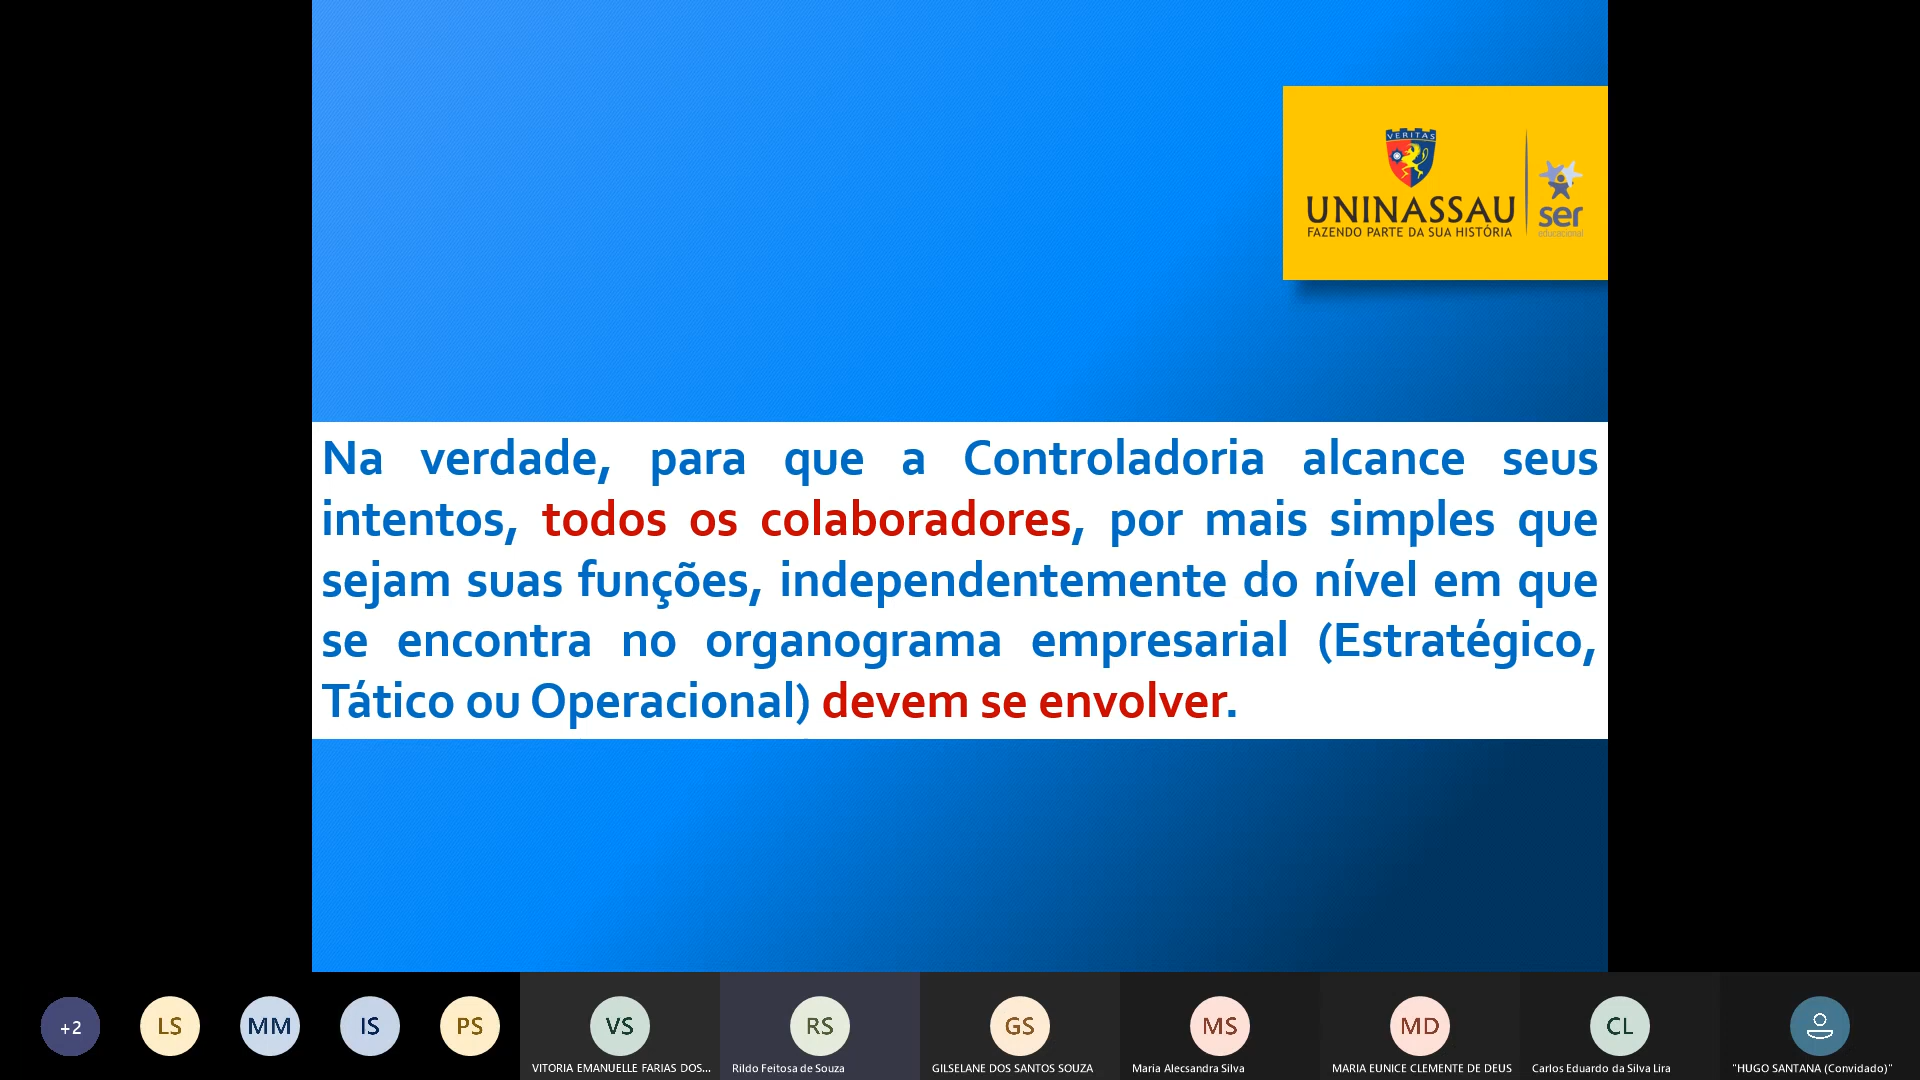 VERITAS
UNINASSAU
FAZENDO PARTE DA SUA HISTÓRIA
ser
educacional
Na verdade, para que a Controladoria alcance seus
intentos, todos os colaboradores, por mais simples que
sejam suas funções, independentemente do nível em que
se encontra no organograma empresarial (Estratégico,
Tático ou Operacional) devem se envolver.
+2
LS
MM
IS
PS
VS
RS
GS
MS
MD
CL
VITORIA EMANUELLE FARIAS DOS...
Rildo Feitosa de Souza
GILSELANE DOS SANTOS SOUZA
Maria Alecsandra Silva
MARIA EUNICE CLEMENTE DE DEUS
Carlos Eduardo da Silva Lira
"HUGO SANTANA (Convidado)"